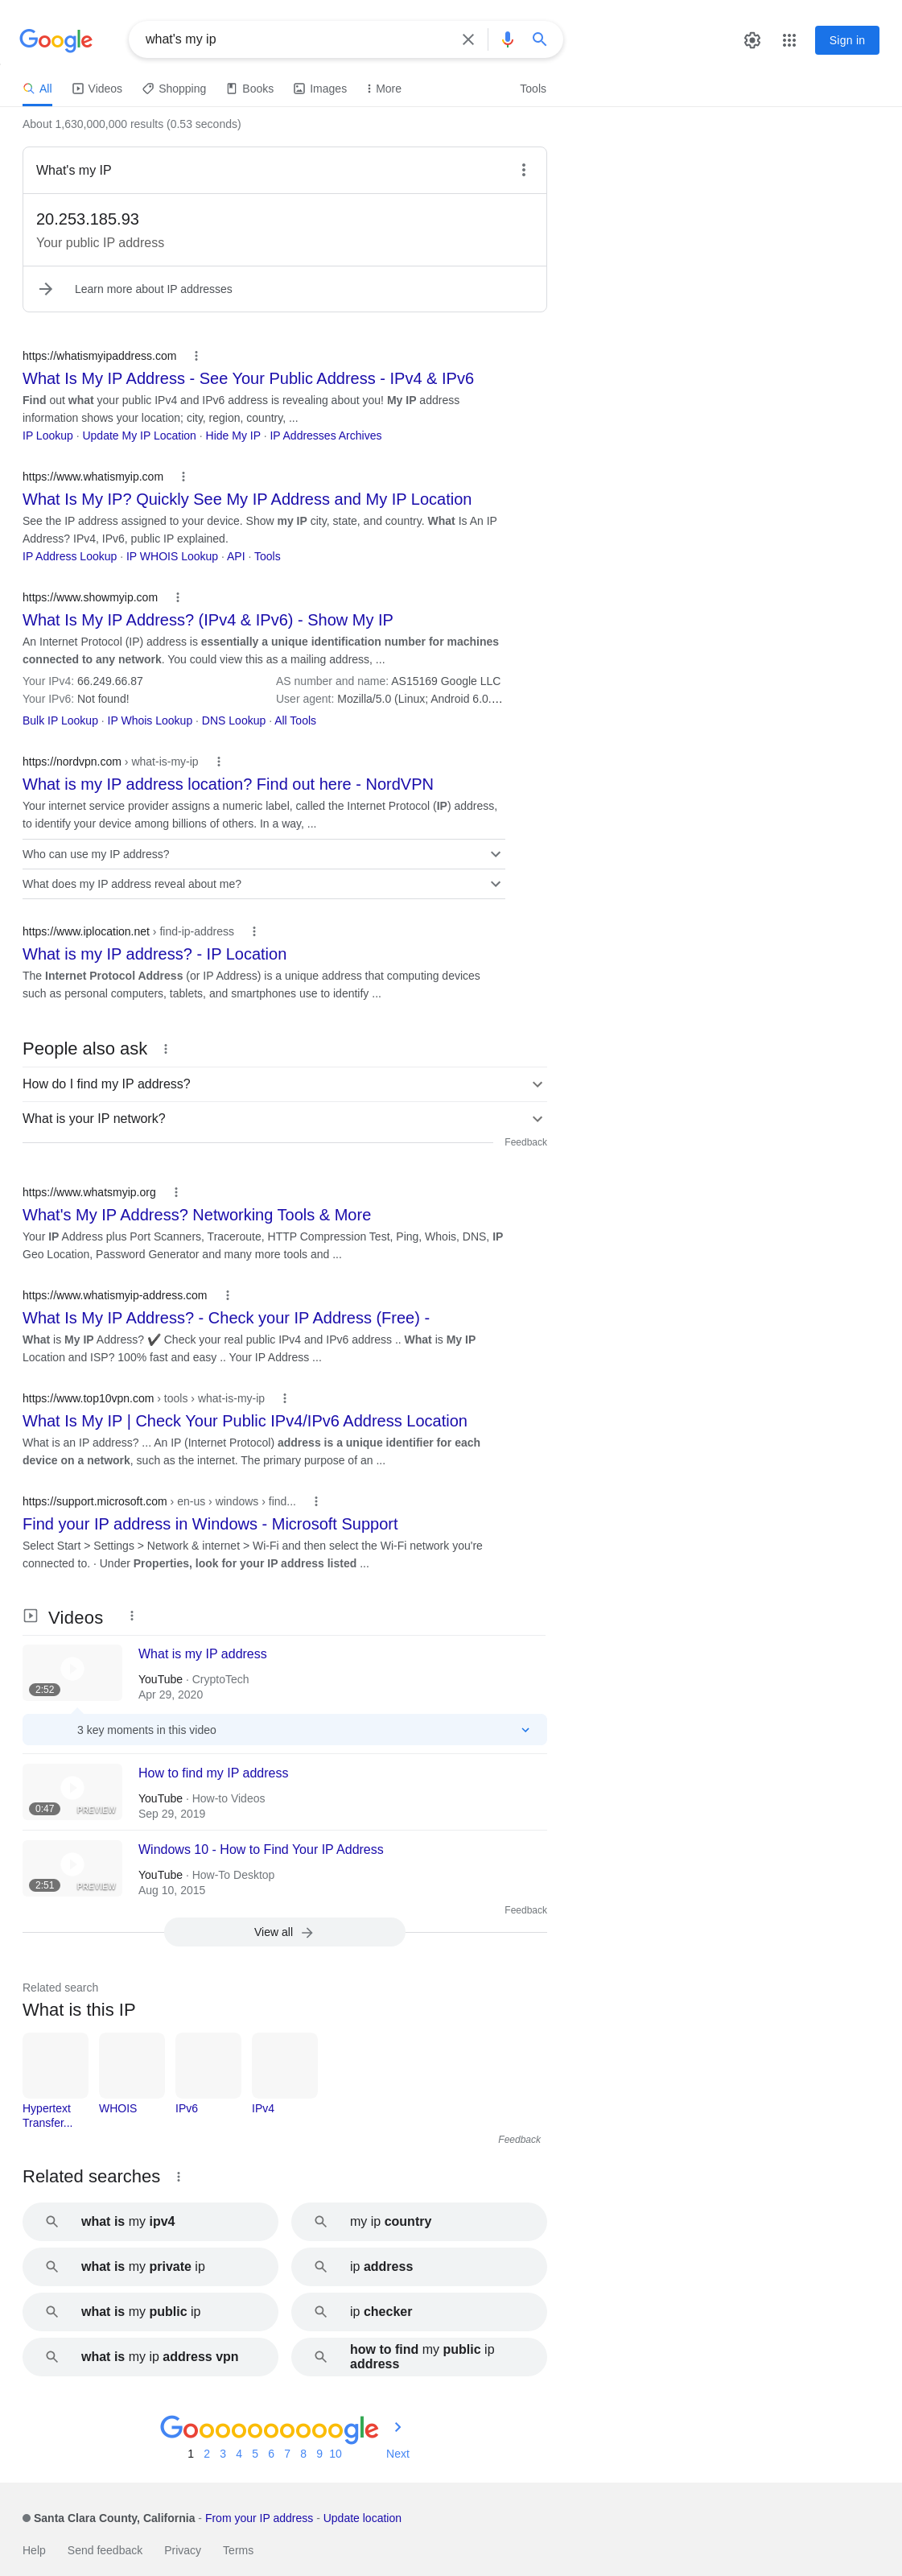 Google
what's my ip
Sign in
All
Videos
Shopping
Books
Images
More
Tools
About 1,630,000,000 results (0.53 seconds)
What's my IP
20.253.185.93
Your public IP address
Learn more about IP addresses
https://whatismyipaddress.com
What Is My IP Address - See Your Public Address - IPv4 & IPv6
Find out what your public IPv4 and IPv6 address is revealing about you! My IP address
information shows your location; city, region, country, ...
IP Lookup · Update My IP Location · Hide My IP · IP Addresses Archives
https://www.whatismyip.com
What Is My IP? Quickly See My IP Address and My IP Location
See the IP address assigned to your device. Show my IP city, state, and country. What Is An IP
Address? IPv4, IPv6, public IP explained.
IP Address Lookup · IP WHOIS Lookup · API · Tools
https://www.showmyip.com
What Is My IP Address? (IPv4 & IPv6) - Show My IP
An Internet Protocol (IP) address is essentially a unique identification number for machines
connected to any network. You could view this as a mailing address, ...
Your IPv4: 66.249.66.87
AS number and name: AS15169 Google LLC
Your IPv6: Not found!
User agent: Mozilla/5.0 (Linux; Android 6.0....
Bulk IP Lookup · IP Whois Lookup · DNS Lookup · All Tools
https://nordvpn.com › what-is-my-ip
What is my IP address location? Find out here - NordVPN
Your internet service provider assigns a numeric label, called the Internet Protocol (IP) address,
to identify your device among billions of others. In a way, ...
Who can use my IP address?
What does my IP address reveal about me?
https://www.iplocation.net › find-ip-address
What is my IP address? - IP Location
The Internet Protocol Address (or IP Address) is a unique address that computing devices
such as personal computers, tablets, and smartphones use to identify ...
People also ask
How do I find my IP address?
What is your IP network?
Feedback
https://www.whatsmyip.org
What's My IP Address? Networking Tools & More
Your IP Address plus Port Scanners, Traceroute, HTTP Compression Test, Ping, Whois, DNS, IP
Geo Location, Password Generator and many more tools and ...
https://www.whatismyip-address.com
What Is My IP Address? - Check your IP Address (Free) -
What is My IP Address? ✔️ Check your real public IPv4 and IPv6 address .. What is My IP
Location and ISP? 100% fast and easy .. Your IP Address ...
https://www.top10vpn.com › tools › what-is-my-ip
What Is My IP | Check Your Public IPv4/IPv6 Address Location
What is an IP address? ... An IP (Internet Protocol) address is a unique identifier for each
device on a network, such as the internet. The primary purpose of an ...
https://support.microsoft.com › en-us › windows › find...
Find your IP address in Windows - Microsoft Support
Select Start > Settings > Network & internet > Wi-Fi and then select the Wi-Fi network you're
connected to. · Under Properties, look for your IP address listed ...
Videos
What is my IP address
YouTube · CryptoTech
2:52
Apr 29, 2020
3 key moments in this video
How to find my IP address
YouTube · How-to Videos
0:47
PREVIEW
Sep 29, 2019
Windows 10 - How to Find Your IP Address
YouTube · How-To Desktop
2:51
PREVIEW
Aug 10, 2015
Feedback
View all
Related search
What is this IP
Hypertext
Transfer...
WHOIS
IPv6
IPv4
Feedback
Related searches
what is my ipv4
my ip country
what is my private ip
ip address
what is my public ip
ip checker
what is my ip address vpn
how to find my public ip
address
Goooooooooogle
1 2 3 4 5 6 7 8 9 10 Next
Santa Clara County, California - From your IP address - Update location
Help
Send feedback
Privacy
Terms